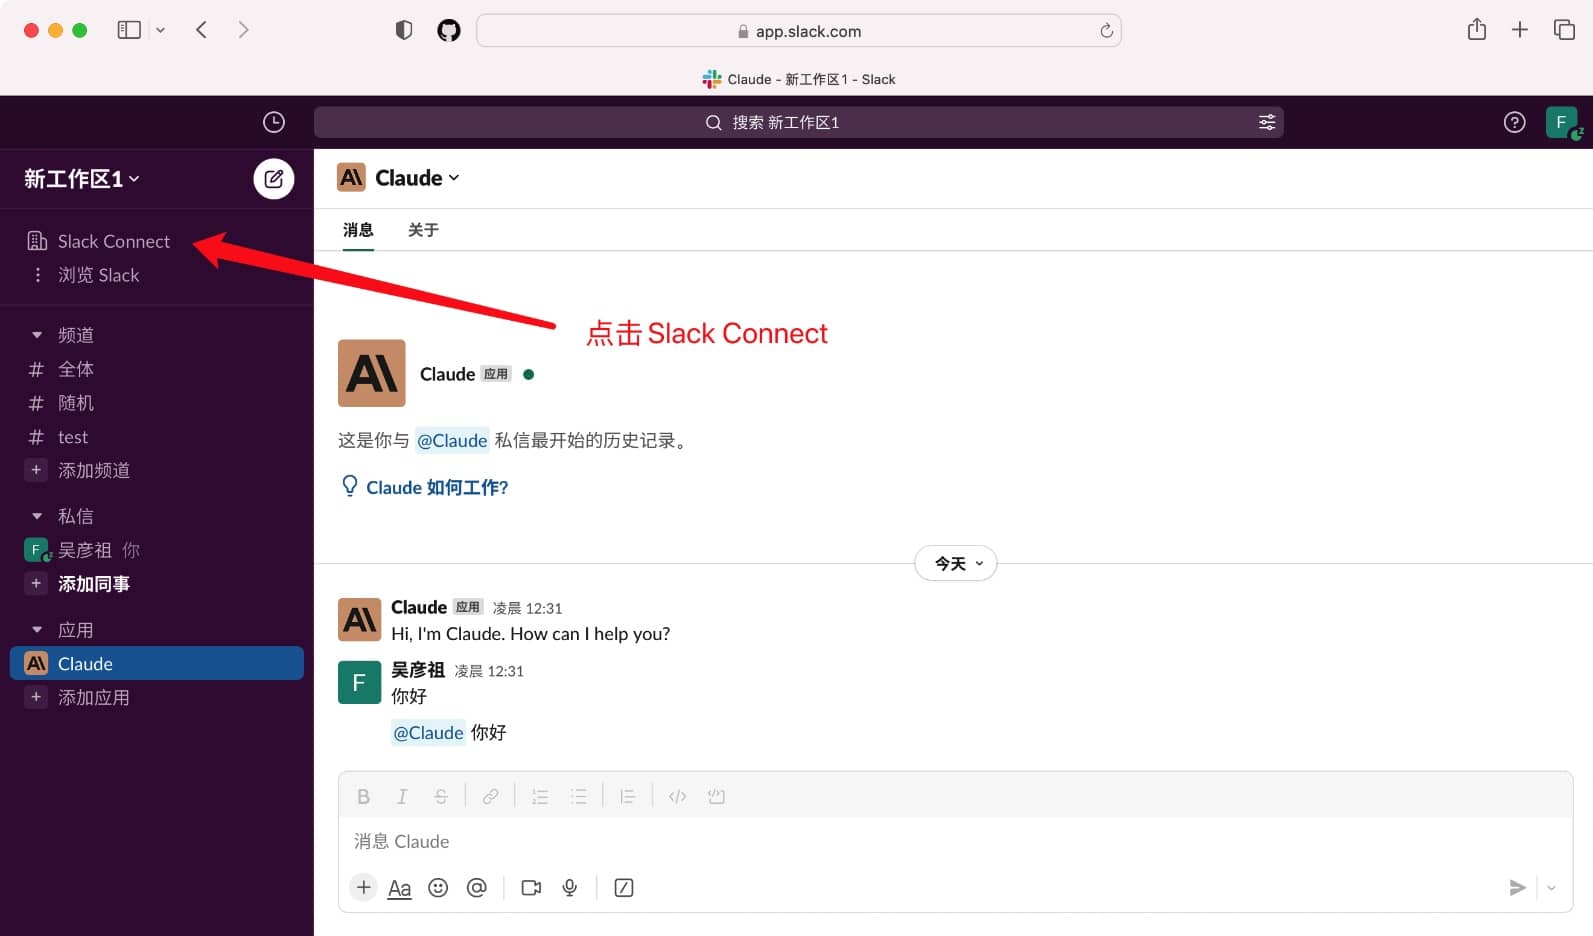 app.slack.com
Claude - 新工作区1 - Slack
搜索 新工作区1
F
新工作区1
Claude
Slack Connect
浏览 Slack
消息 关于
点击 Slack Connect
频道
# 全体
# 随机
# test
+ 添加频道
私信
F 吴彦祖 你
+ 添加同事
应用
Claude
+ 添加应用
Claude 应用
这是你与 @Claude 私信最开始的历史记录。
Claude 如何工作?
今天
Claude 应用 凌晨 12:31
Hi, I'm Claude. How can I help you?
F
吴彦祖 凌晨 12:31
你好
@Claude 你好
消息 Claude
Aa